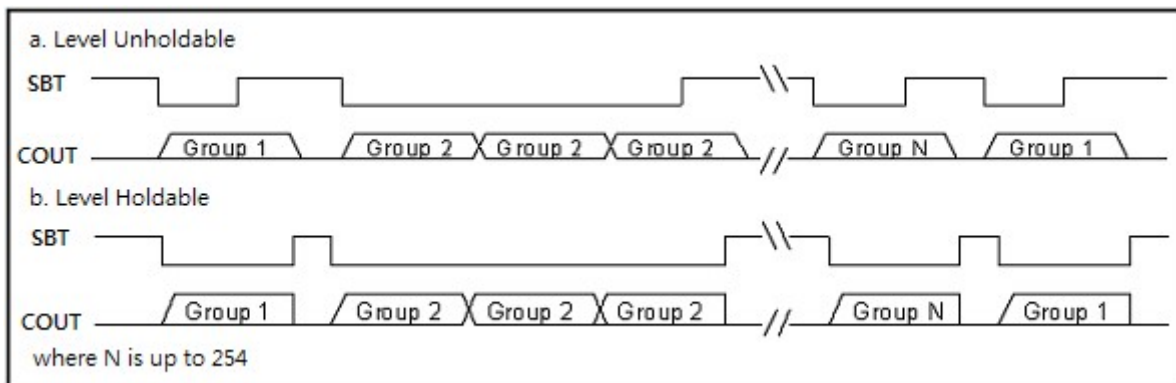 a. Level Unholdable
SBT
COUT Group 1 Group 2 Group 2 Group 2 Group N Group 1
b. Level Holdable
SBT
COUT Group 1 Group 2 Group 2 Group 2 Group N Group 1
where N is up to 254